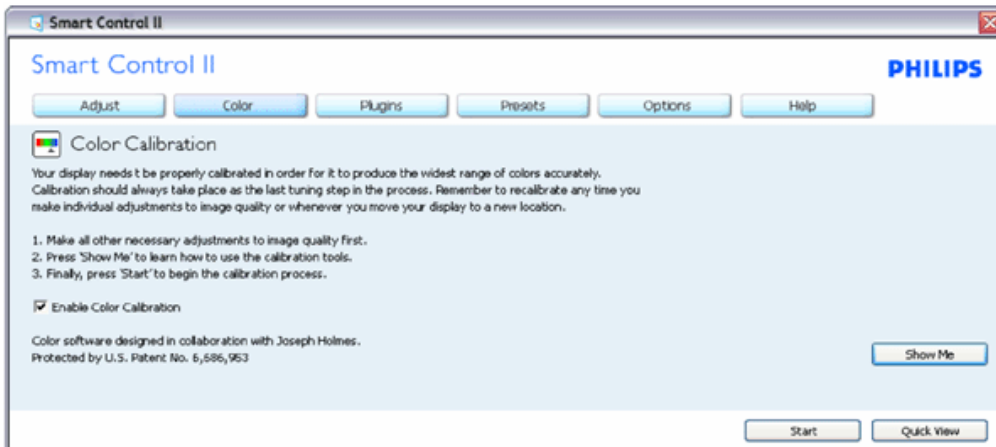 Smart Control II
Smart Control II
PHILIPS
Adjust Color Plugins Presets Options Help
Color Calibration
Your display needs t be properly calibrated in order for it to produce the widest range of colors accurately.
Calibration should always take place as the last tuning step in the process. Remember to recalibrate any time you
make individual adjustments to image quality or whenever you move your display to a new location.
1. Make all other necessary adjustments to image quality first.
2. Press 'Show Me' to learn how to use the calibration tools.
3. Finally, press 'Start' to begin the calibration process.
Enable Color Calibration
Color software designed in collaboration with Joseph Holmes.
Protected by U.S. Patent No. 6,686,953
Show Me
Start Quick View